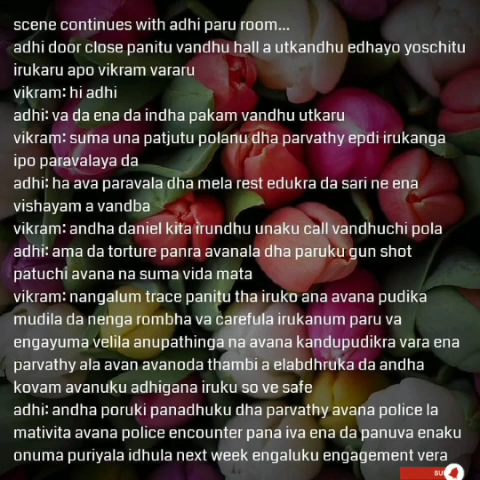 scene continues with adhi paru room...
adhi door close panitu vandhu hall a utkandhu edhayo yoschitu
irukaru apo vikram vararu
vikram: hi adhi
adhi: va da ena da indha pakam vandhu utkaru
vikram: suma una patjutu polanu dha parvathy epdi irukanga
ipo paravalaya da
adhi: ha ava paravala dha mela rest edukra da sari ne ena
vishayam a vandba
vikram: andha daniel kita irundhu unaku call vandhuchi pola
adhi: ama da torture panra avanala dha paruku gun shot
patuchi avana na suma vida mata
vikram: nangalum trace panitu tha iruko ana avana pudika
mudila da nenga rombha va carefula irukanum paru va
engayuma velila anupathinga na avana kandupudikra vara ena
parvathy ala avan avanoda thambi a elabdhruka da andha
kovam avanuku adhigana iruku so ve safe
adhi: andha poruki panadhuku dha parvathy avana police la
mativita avana police encounter pana iva ena da panuva enaku
onuma puriyala idhula next week engaluku engagement vera